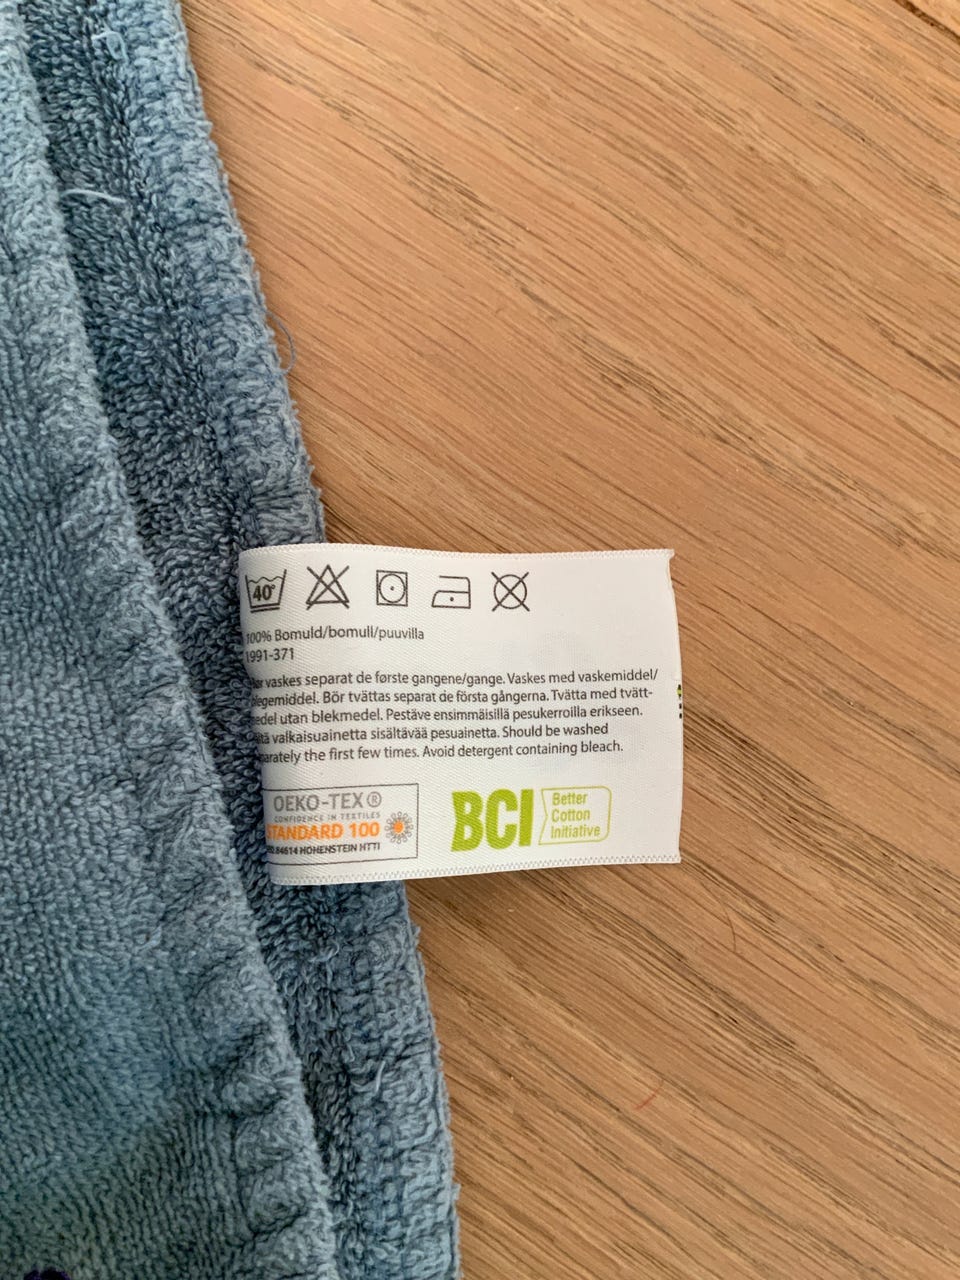 40°
100% Bomuld/bomull/puuvilla
1991-371
vaskes separat de første gangene/gange. Vaskes med vaskemiddel/
blegemiddel. Bör tvättas separat de första gångerna. Tvätta med tvätt-
medel utan blekmedel. Pestäve ensimmäisillä pesukerroilla erikseen.
valkaisuainetta sisältävää pesuainetta. Should be washed
separately the first few times. Avoid detergent containing bleach.
OEKO-TEX®
CONFIDENCE IN TEXTILES
STANDARD 100
84614 HOHENSTEIN HTTI
BCI
Better
Cotton
Initiative